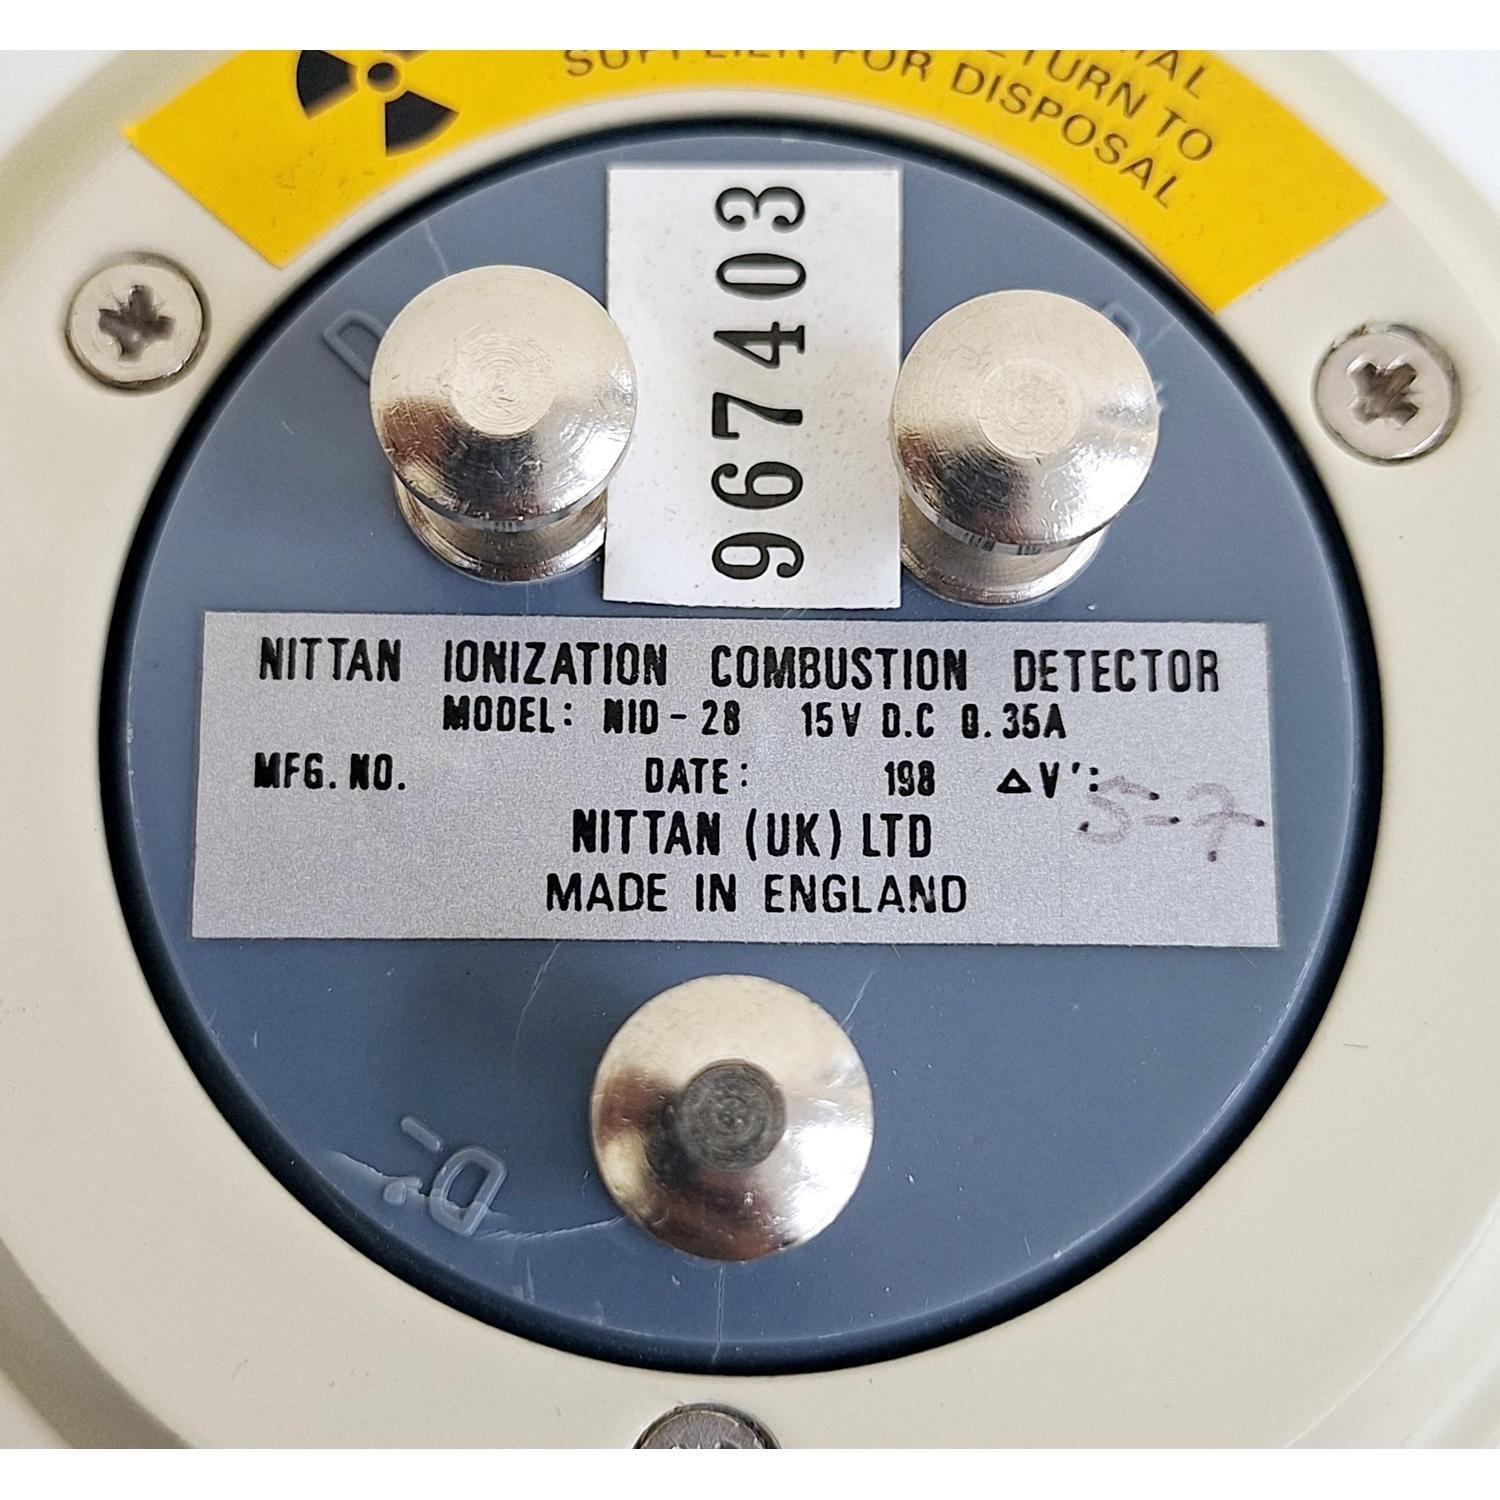 TURN TO
SUPPLIER FOR DISPOSAL
967403
NITTAN IONIZATION COMBUSTION DETECTOR
MODEL: NID-28 15V D.C 0.35A
MFG. NO. DATE: 198 ΔV': 5-7
NITTAN (UK) LTD
MADE IN ENGLAND
D-